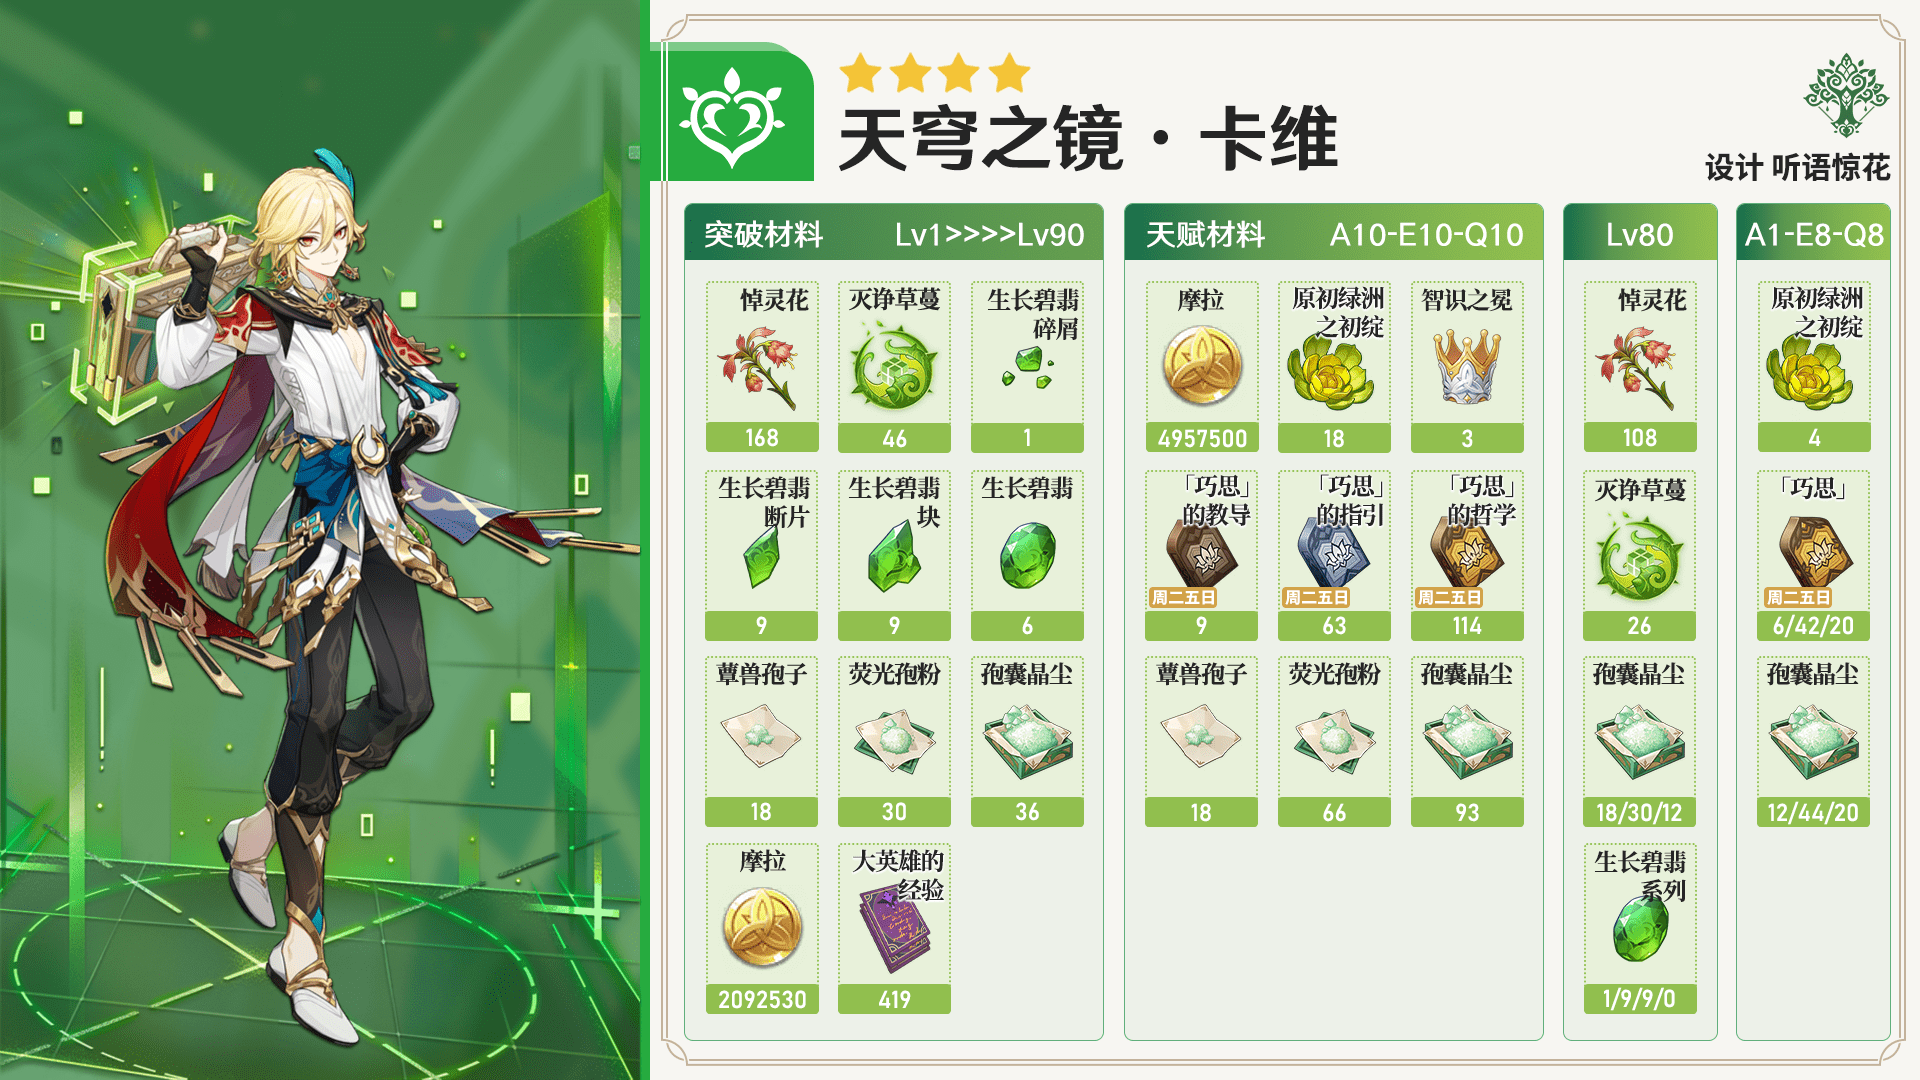 天穹之镜·卡维
设计 听语惊花
突破材料 Lv1>>>>Lv90
悼灵花
168
灭诤草蔓
46
生长碧翡
碎屑
1
生长碧翡
断片
9
生长碧翡
块
9
生长碧翡
6
蕈兽孢子
18
荧光孢粉
30
孢囊晶尘
36
摩拉
2092530
大英雄的
经验
419
天赋材料 A10-E10-Q10
摩拉
4957500
原初绿洲
之初绽
18
智识之冕
3
「巧思」
的教导
周二五日
9
「巧思」
的指引
周二五日
63
「巧思」
的哲学
周二五日
114
蕈兽孢子
18
荧光孢粉
66
孢囊晶尘
93
Lv80
悼灵花
108
灭诤草蔓
26
孢囊晶尘
18/30/12
生长碧翡
系列
1/9/9/0
A1-E8-Q8
原初绿洲
之初绽
4
「巧思」
周二五日
6/42/20
孢囊晶尘
12/44/20